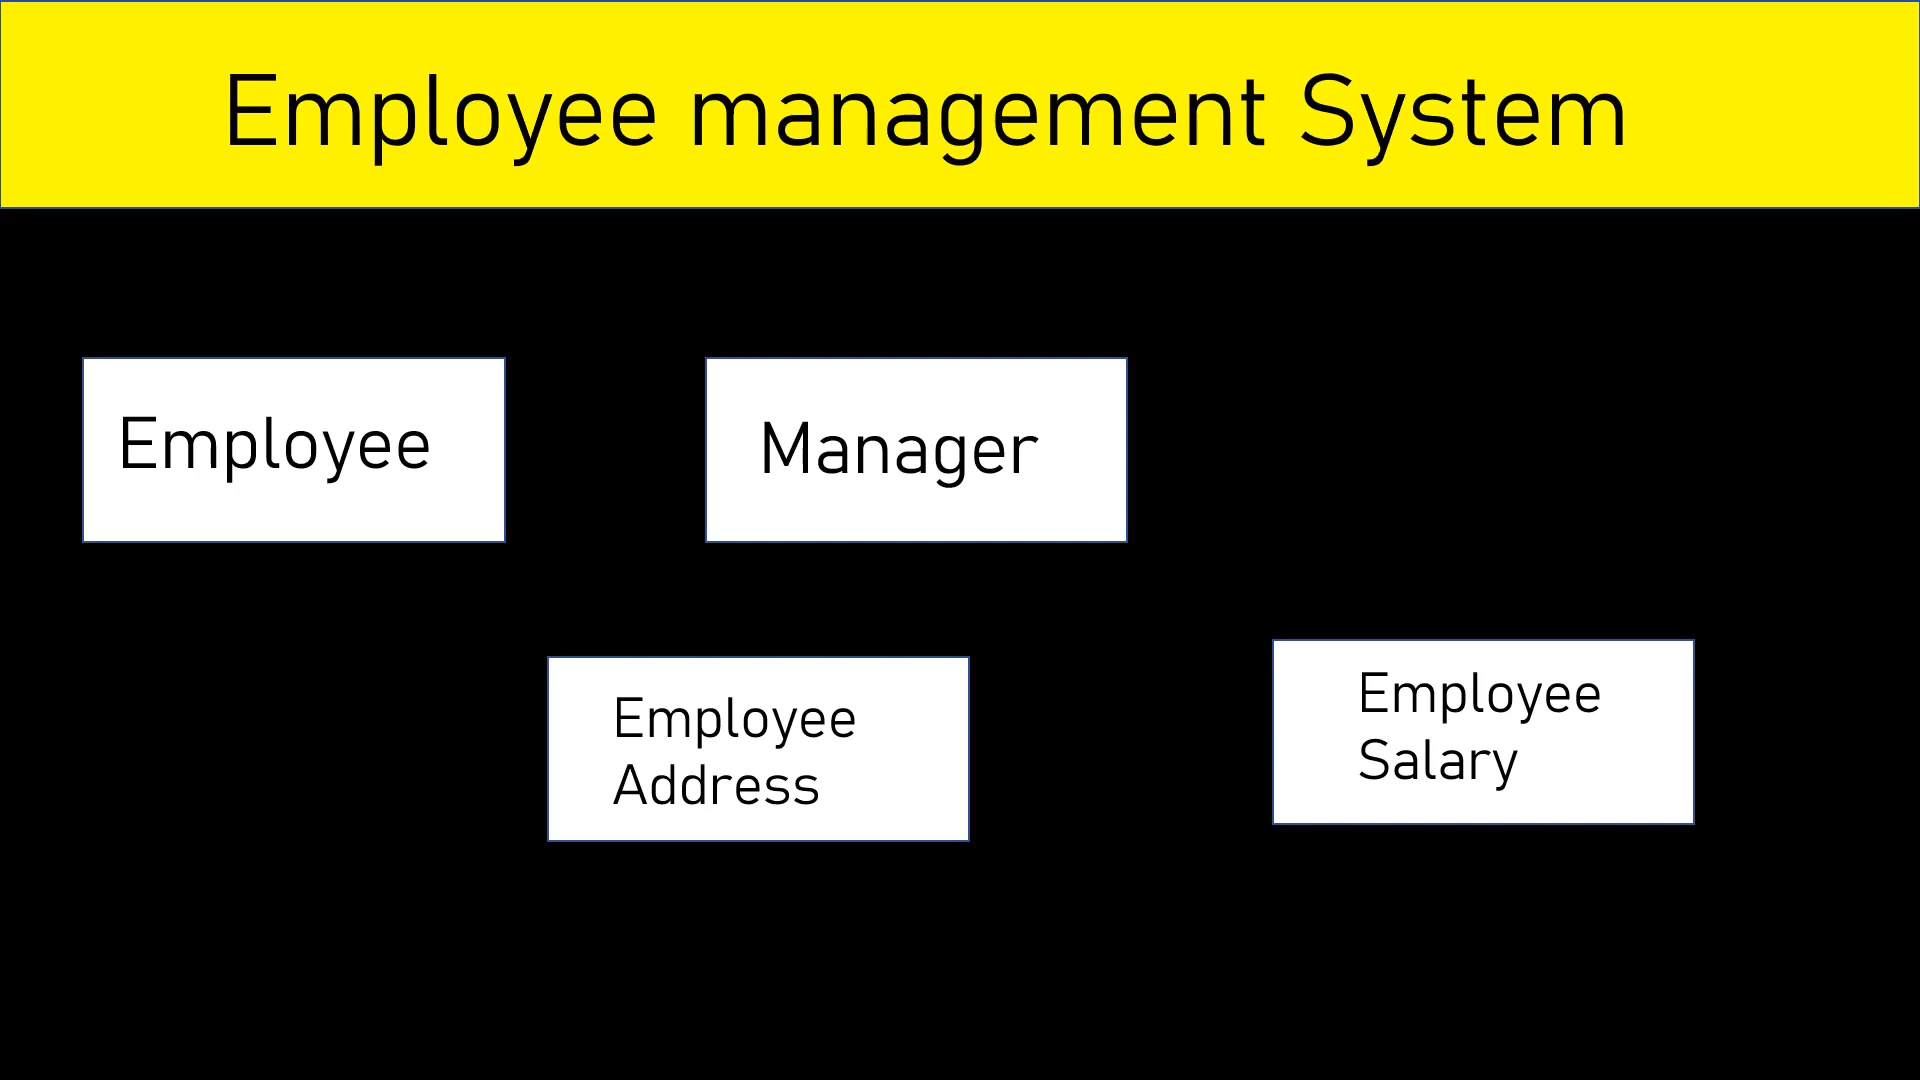 Employee management System
Employee
Manager
Employee
Address
Employee
Salary